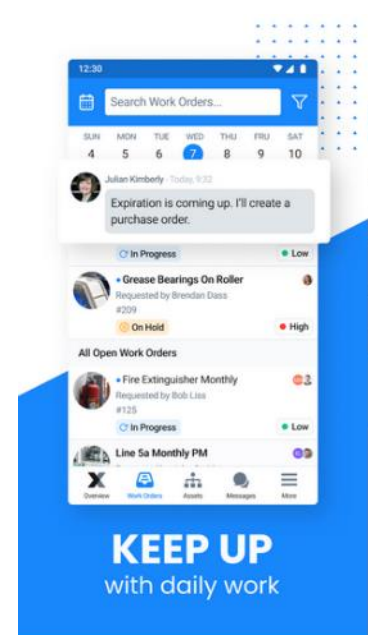 12:30
Search Work Orders...
SUN MON TUE WED THU FRU SAT
4 5 6 7 8 9 10
Julian Kimberly · Today, 9:32
Expiration is coming up. I'll create a
purchase order.
In Progress Low
Grease Bearings On Roller
Requested by Brendan Dass
#209
On Hold High
All Open Work Orders
Fire Extinguisher Monthly
Requested by Bob Liss
#125
In Progress Low
Line 5a Monthly PM
Overview Work Orders Assets Messages More
KEEP UP
with daily work